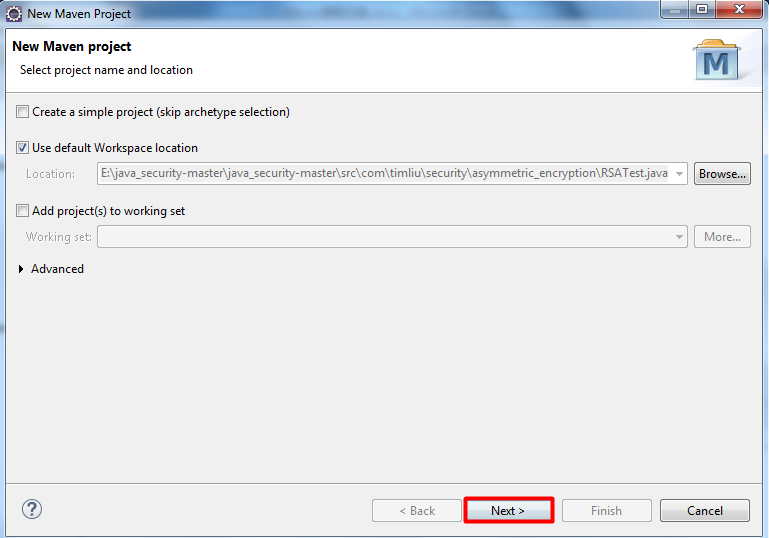 New Maven Project
New Maven project
Select project name and location
M
Create a simple project (skip archetype selection)
Use default Workspace location
Location: E:\java_security-master\java_security-master\src\com\timliu\security\asymmetric_encryption\RSATest.java Browse...
Add project(s) to working set
Working set: More...
Advanced
? < Back Next > Finish Cancel